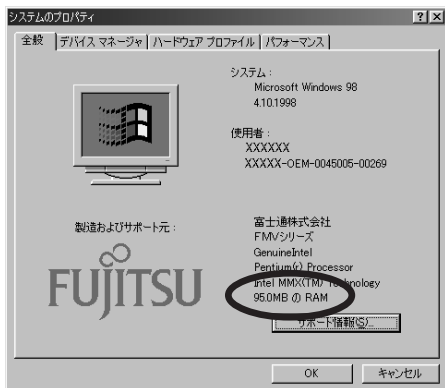 システムのプロパティ
全般 デバイス マネージャ ハードウェア プロファイル パフォーマンス
システム :
Microsoft Windows 98
4.10.1998
使用者 :
XXXXXX
XXXXX-OEM-0045005-00269
製造およびサポート元 :
FUJITSU
富士通株式会社
FMVシリーズ
GenuineIntel
Pentium(r) Processor
Intel MMX(TM) Technology
95.0MB の RAM
サポート情報(S)...
OK キャンセル